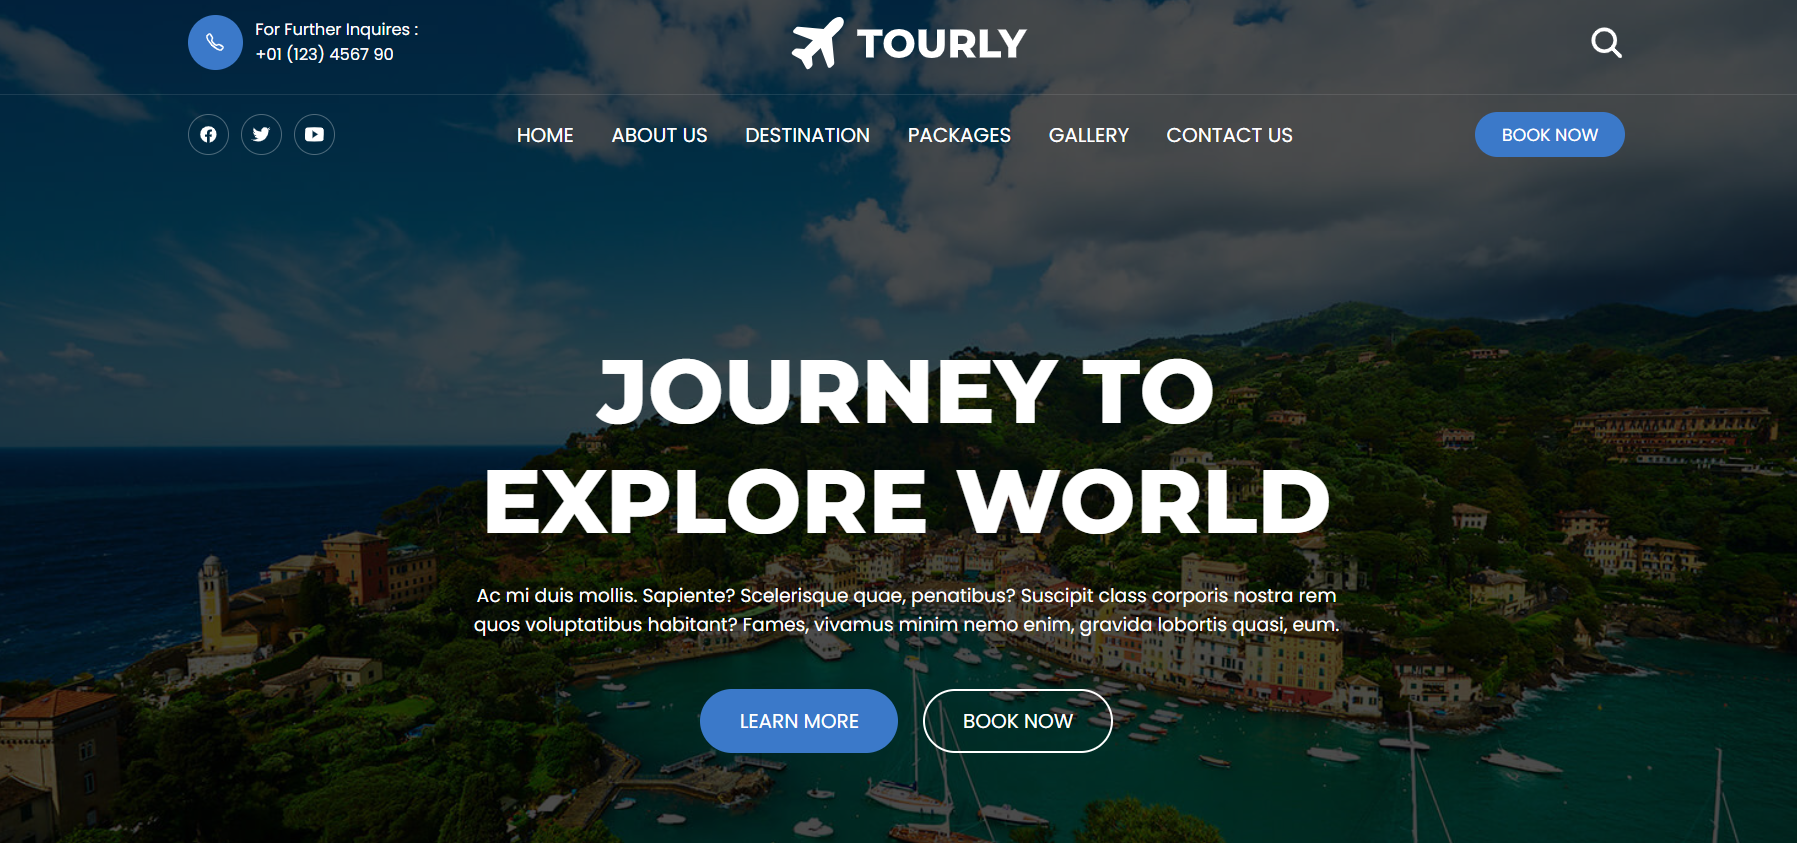 For Further Inquires :
+01 (123) 4567 90
TOURLY
HOME
ABOUT US
DESTINATION
PACKAGES
GALLERY
CONTACT US
BOOK NOW
JOURNEY TO
EXPLORE WORLD
Ac mi duis mollis. Sapiente? Scelerisque quae, penatibus? Suscipit class corporis nostra rem
quos voluptatibus habitant? Fames, vivamus minim nemo enim, gravida lobortis quasi, eum.
LEARN MORE
BOOK NOW